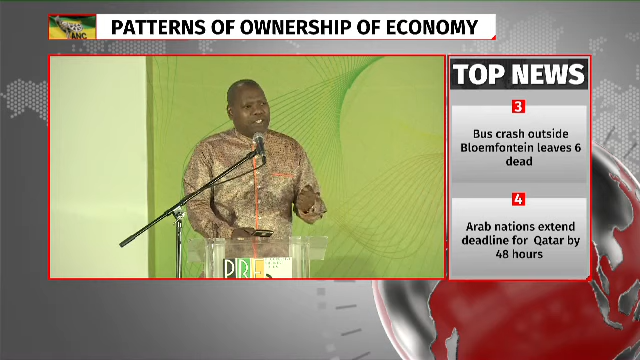 ANC
PATTERNS OF OWNERSHIP OF ECONOMY
TOP NEWS
3
Bus crash outside
Bloemfontein leaves 6
dead
4
Arab nations extend
deadline for Qatar by
48 hours